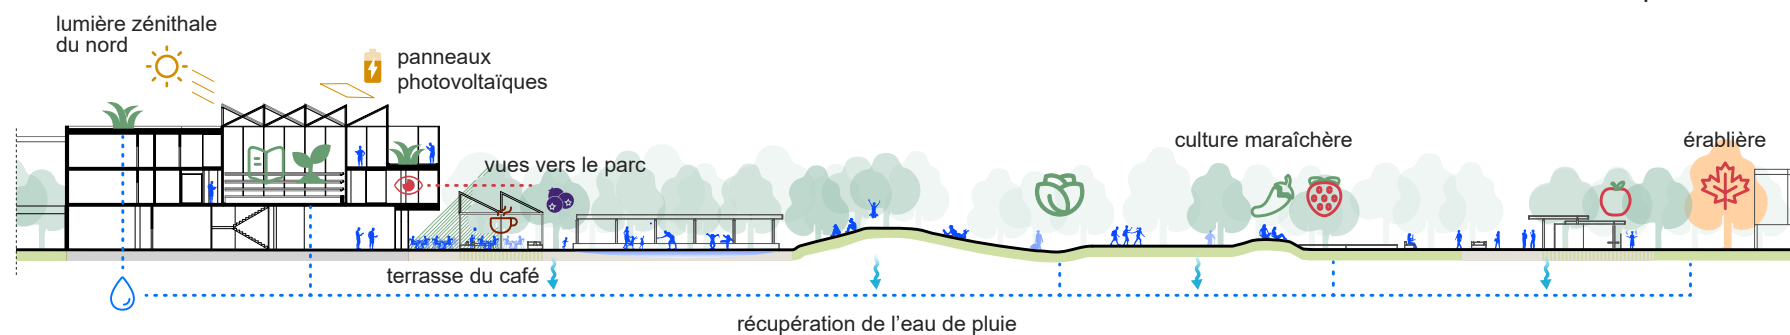 lumière zénithale
du nord
panneaux
photovoltaïques
vues vers le parc
culture maraîchère
érablière
terrasse du café
récupération de l'eau de pluie